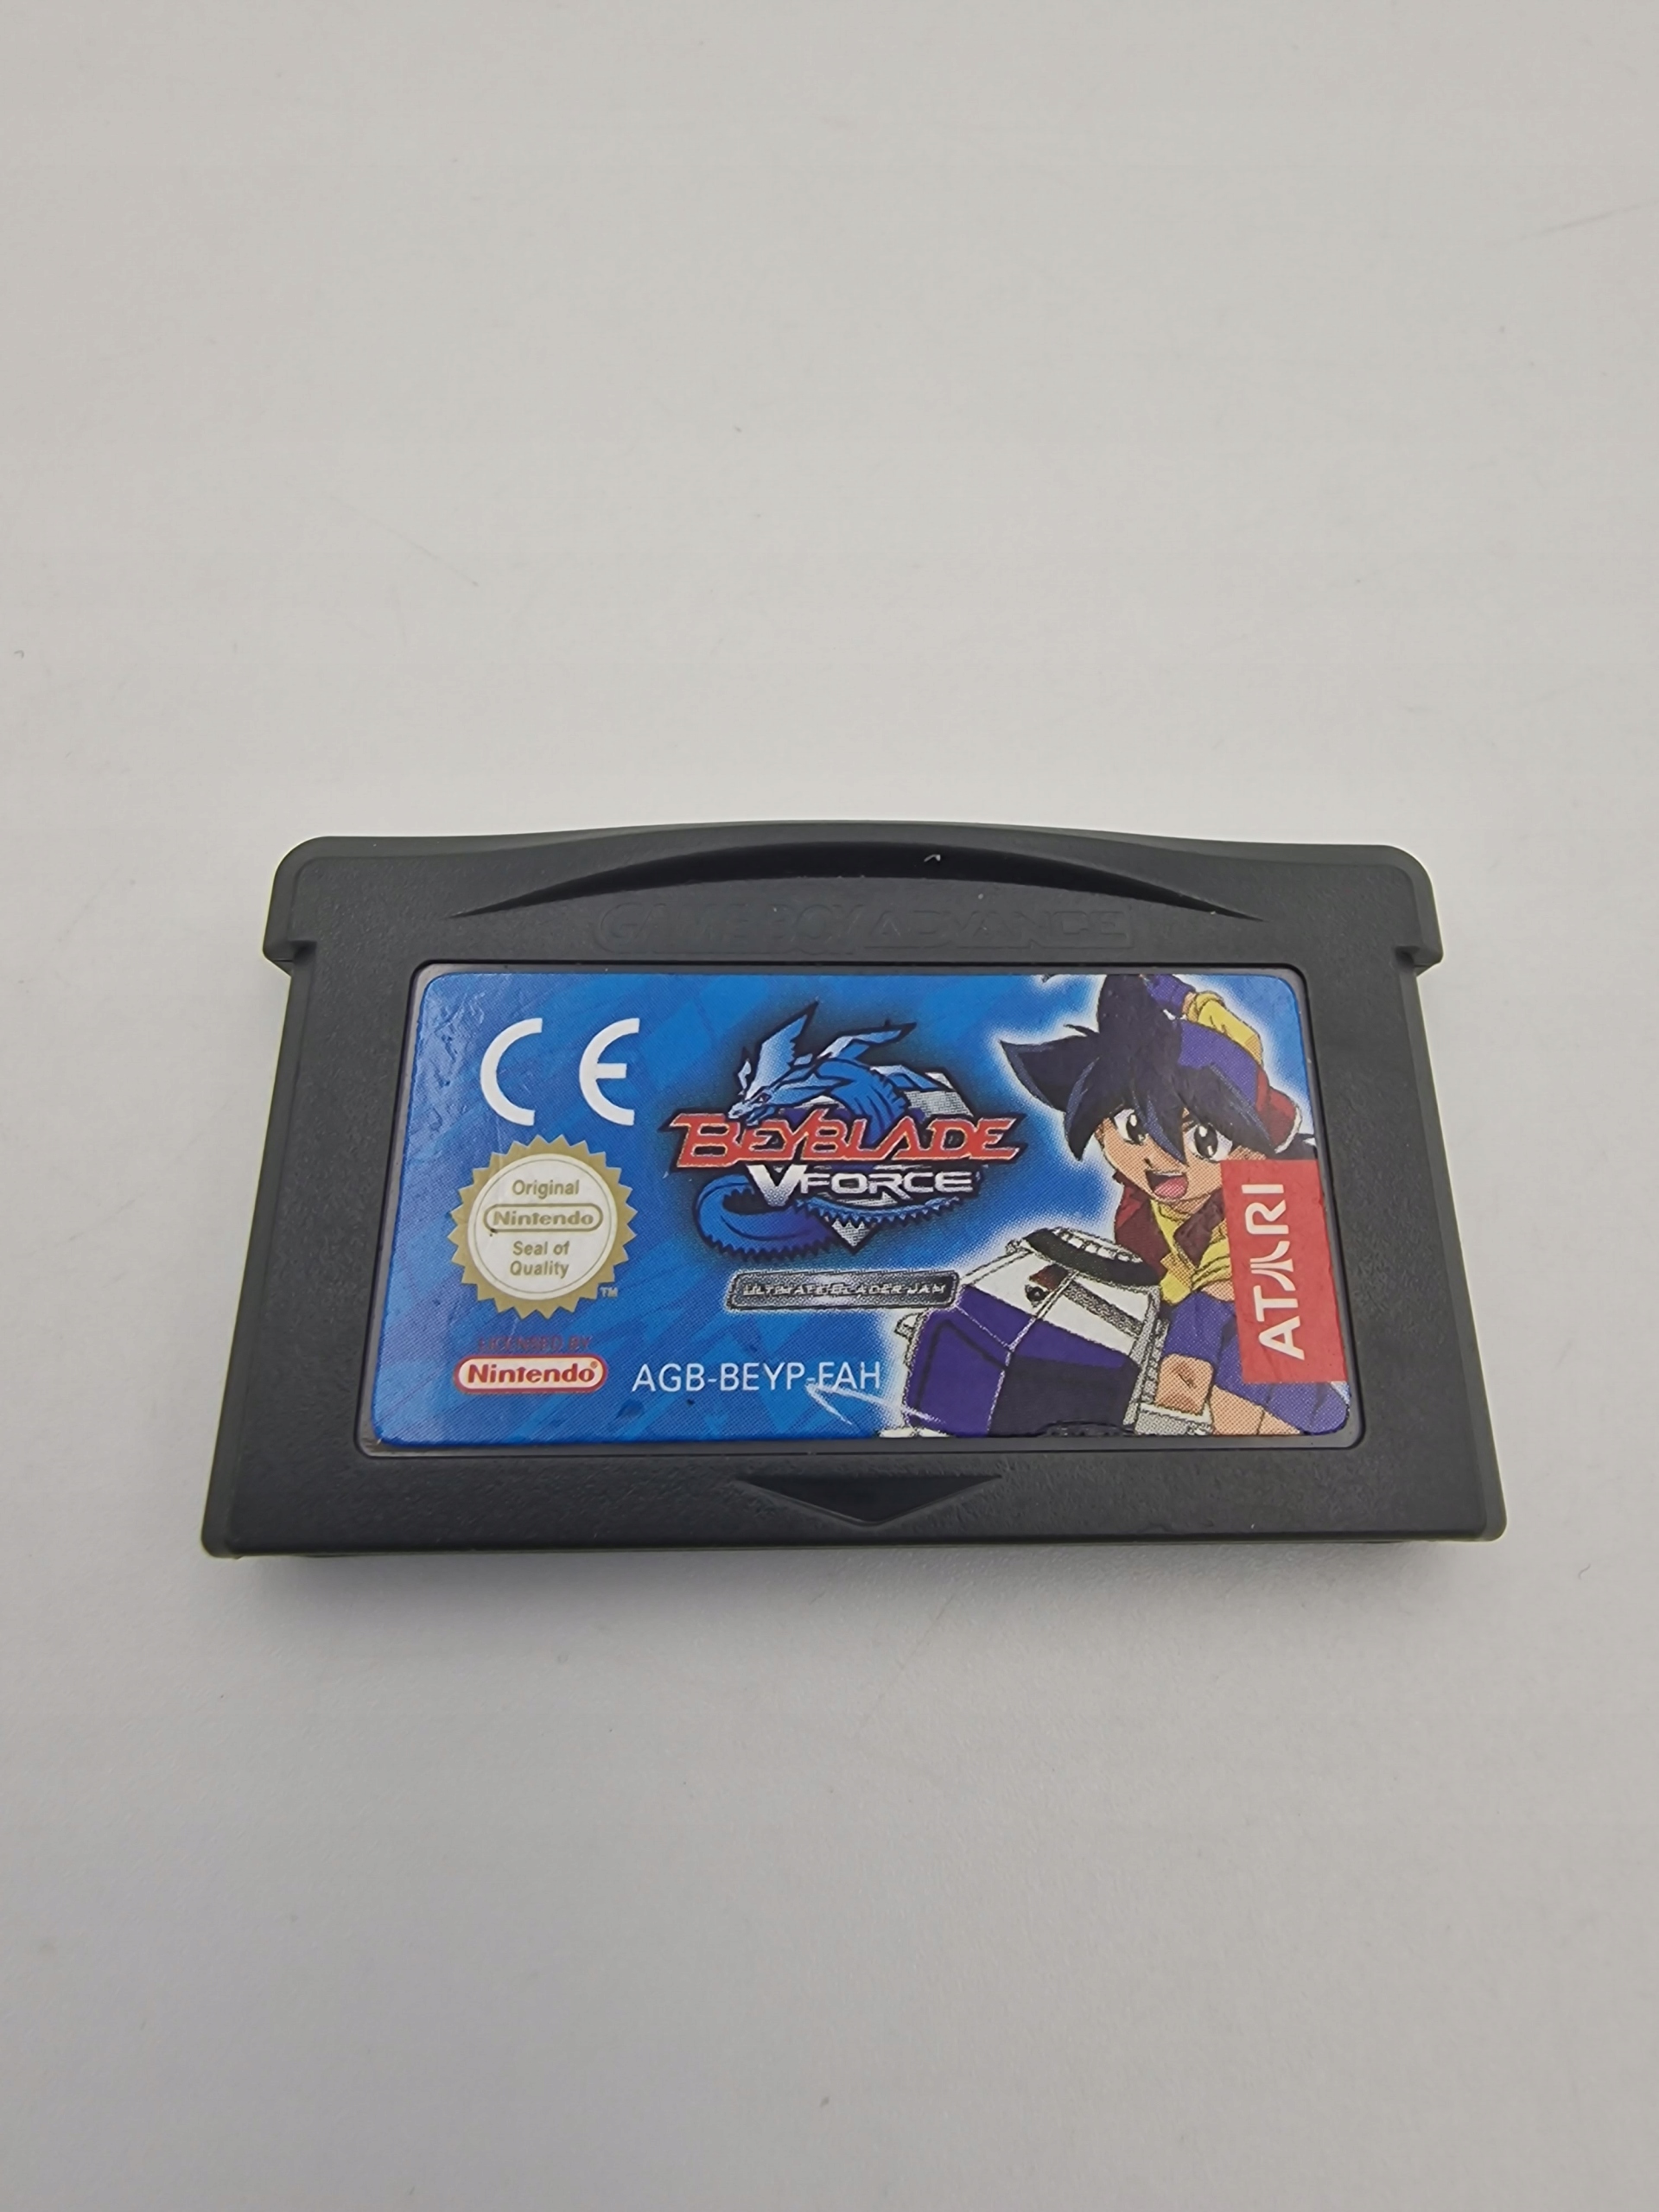 GAME BOY ADVANCE
CE
BEYBLADE
VFORCE
ULTIMATE BLADER JAM
Original
Nintendo
Seal of
Quality
TM
LICENSED BY
Nintendo®
AGB-BEYP-FAH
ATARI